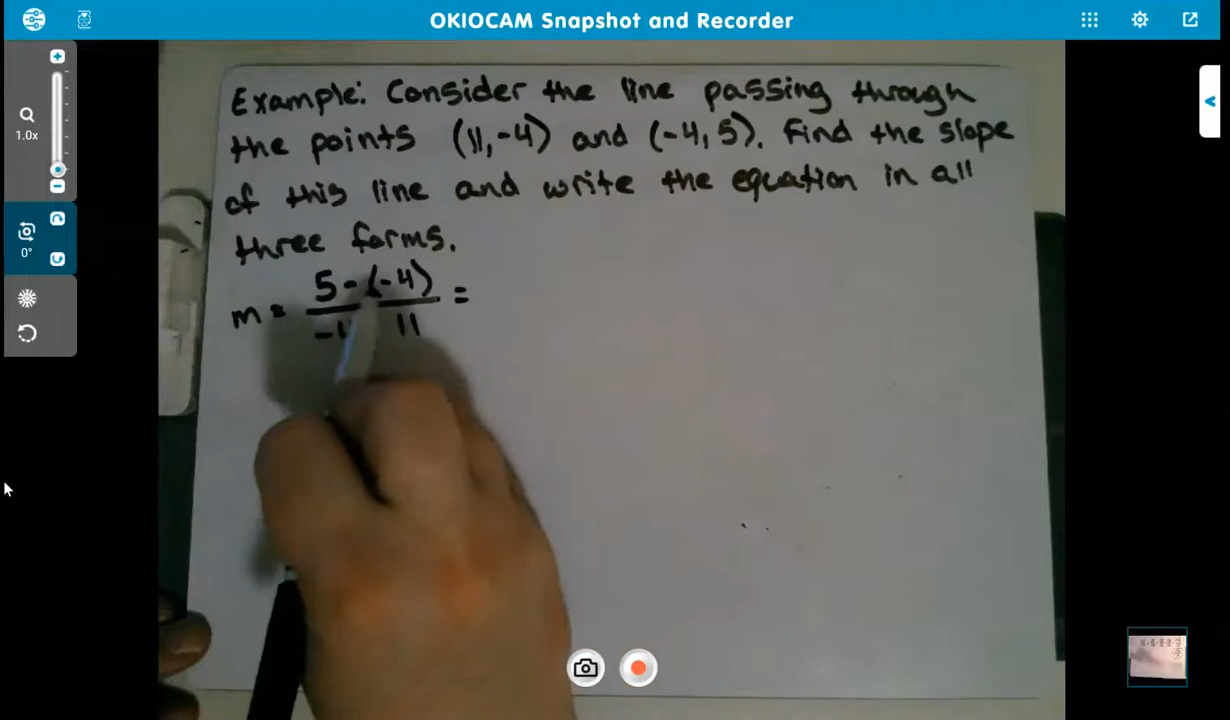 OKIOCAM Snapshot and Recorder
1.0x
0°
Example: Consider the line passing through
the points (11,-4) and (-4,5). Find the slope
of this line and write the equation in all
three forms.
5-(-4)
m = =
11